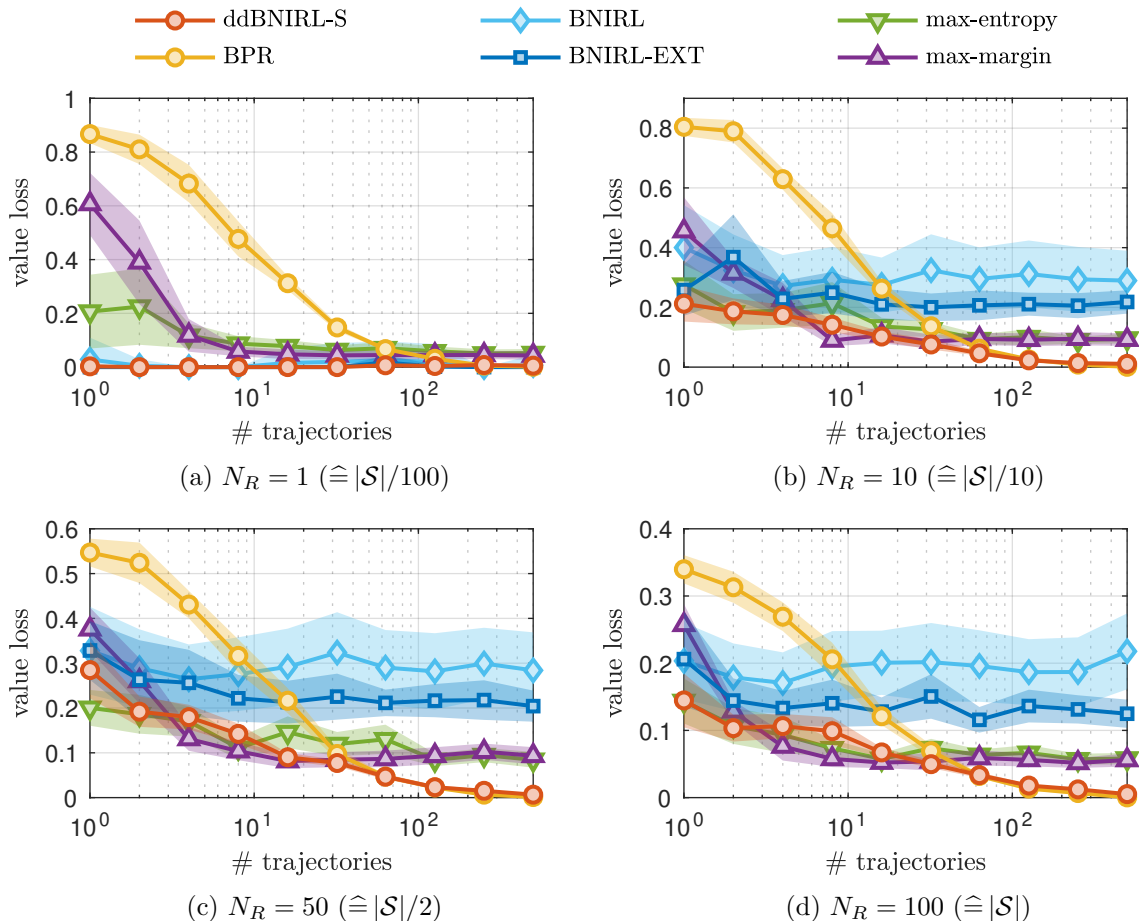 ddBNIRL-S BNIRL max-entropy
BPR BNIRL-EXT max-margin
1
0.8
0.6
0.4
0.2
0
value loss
10^0 10^1 10^2
# trajectories
(a) N_R = 1 (≙ |S|/100)
0.8
0.6
0.4
0.2
0
value loss
10^0 10^1 10^2
# trajectories
(b) N_R = 10 (≙ |S|/10)
0.6
0.5
0.4
0.3
0.2
0.1
0
value loss
10^0 10^1 10^2
# trajectories
(c) N_R = 50 (≙ |S|/2)
0.4
0.3
0.2
0.1
0
value loss
10^0 10^1 10^2
# trajectories
(d) N_R = 100 (≙ |S|)